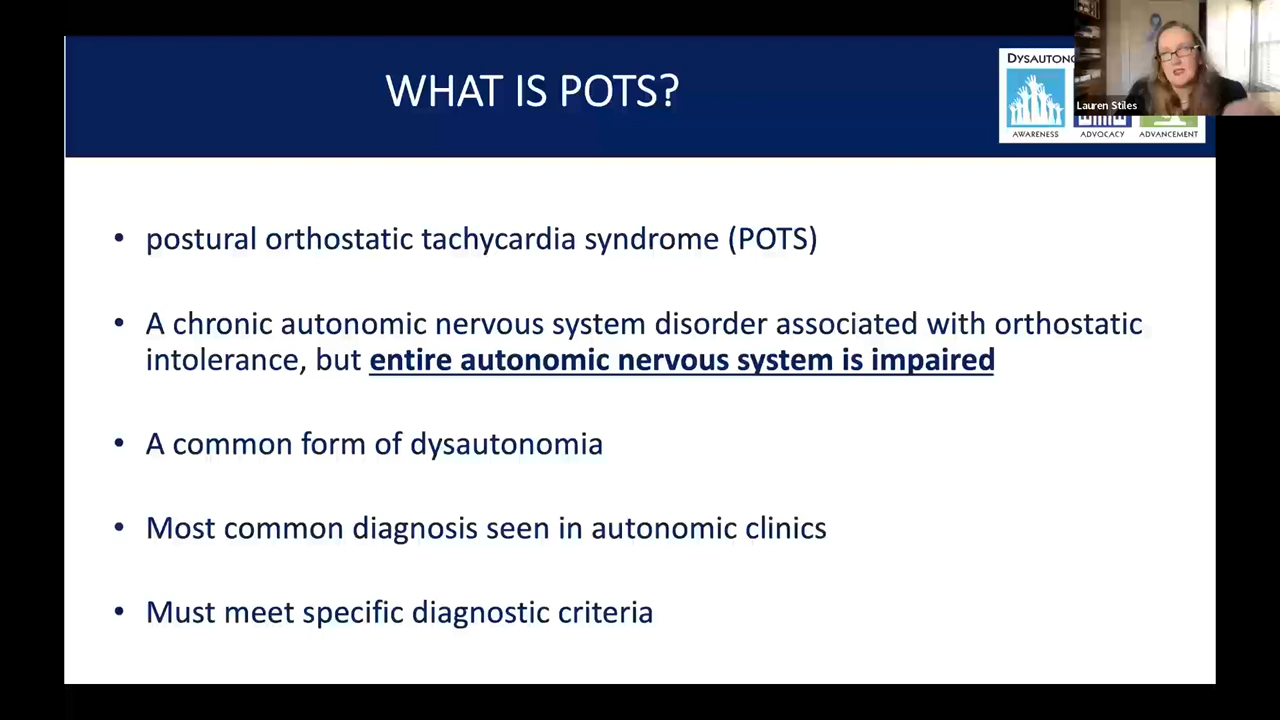 WHAT IS POTS?
Lauren Stiles
AWARENESS
ADVOCACY
ADVANCEMENT
• postural orthostatic tachycardia syndrome (POTS)
• A chronic autonomic nervous system disorder associated with orthostatic
intolerance, but entire autonomic nervous system is impaired
• A common form of dysautonomia
• Most common diagnosis seen in autonomic clinics
• Must meet specific diagnostic criteria